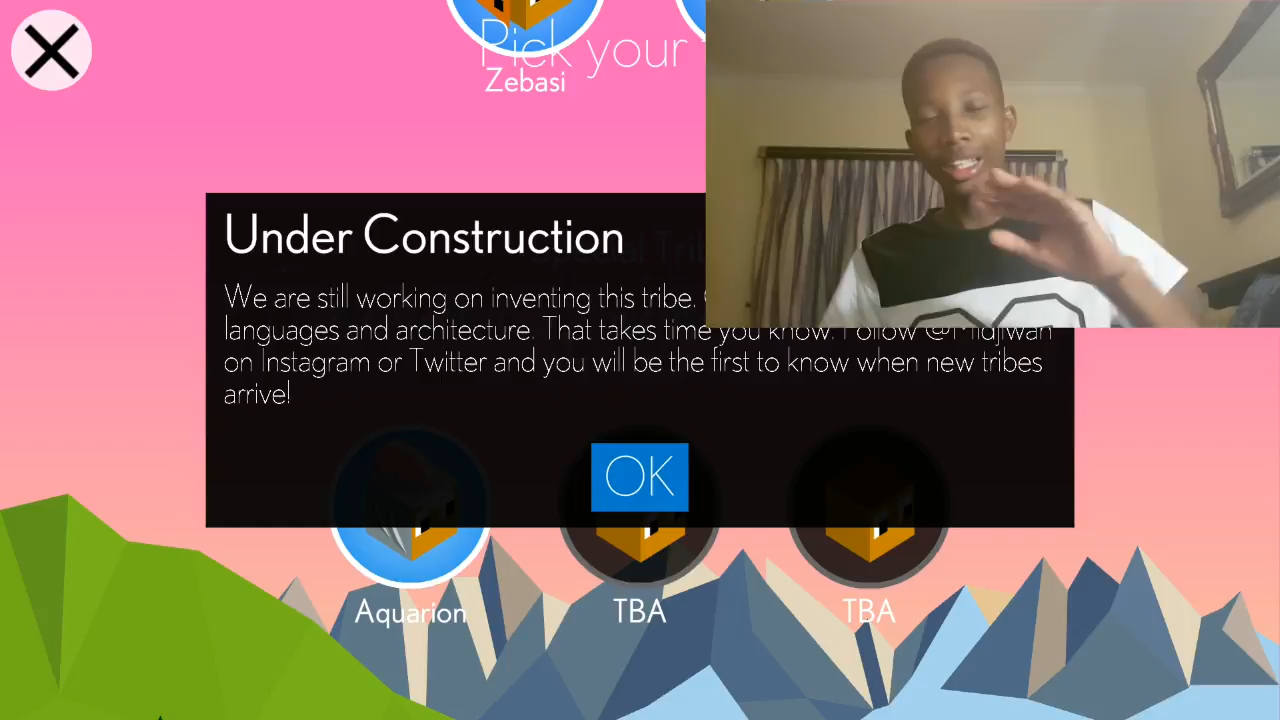 Pick your
Zebasi
Under Construction
We are still working on inventing this tribe.
languages and architecture. That takes time you know. Follow @Midjiwan
on Instagram or Twitter and you will be the first to know when new tribes
arrive!
OK
Aquarion
TBA
TBA